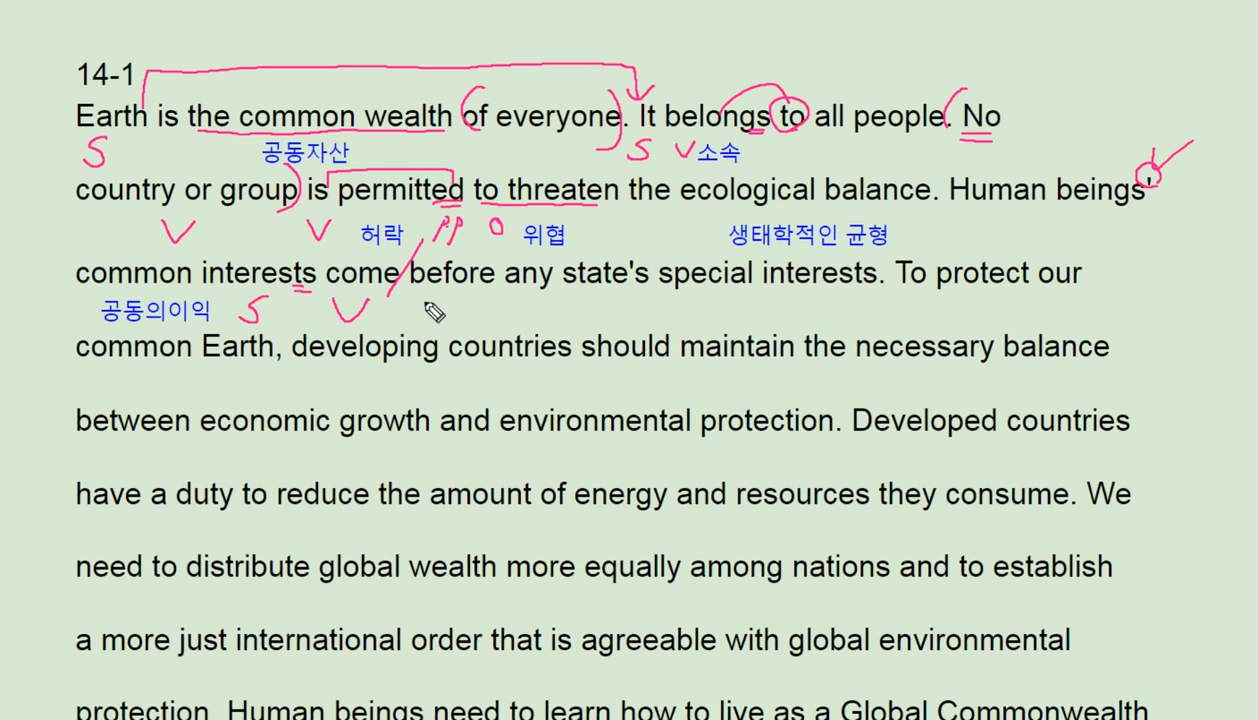 14-1
Earth is the common wealth of everyone. It belongs to all people. No
S 공동자산 S V 소속
country or group is permitted to threaten the ecological balance. Human beings'
V V 허락 P.P O 위협 생태학적인 균형
common interests come before any state's special interests. To protect our
공동의이익 S V
common Earth, developing countries should maintain the necessary balance
between economic growth and environmental protection. Developed countries
have a duty to reduce the amount of energy and resources they consume. We
need to distribute global wealth more equally among nations and to establish
a more just international order that is agreeable with global environmental
protection. Human beings need to learn how to live as a Global Commonwealth